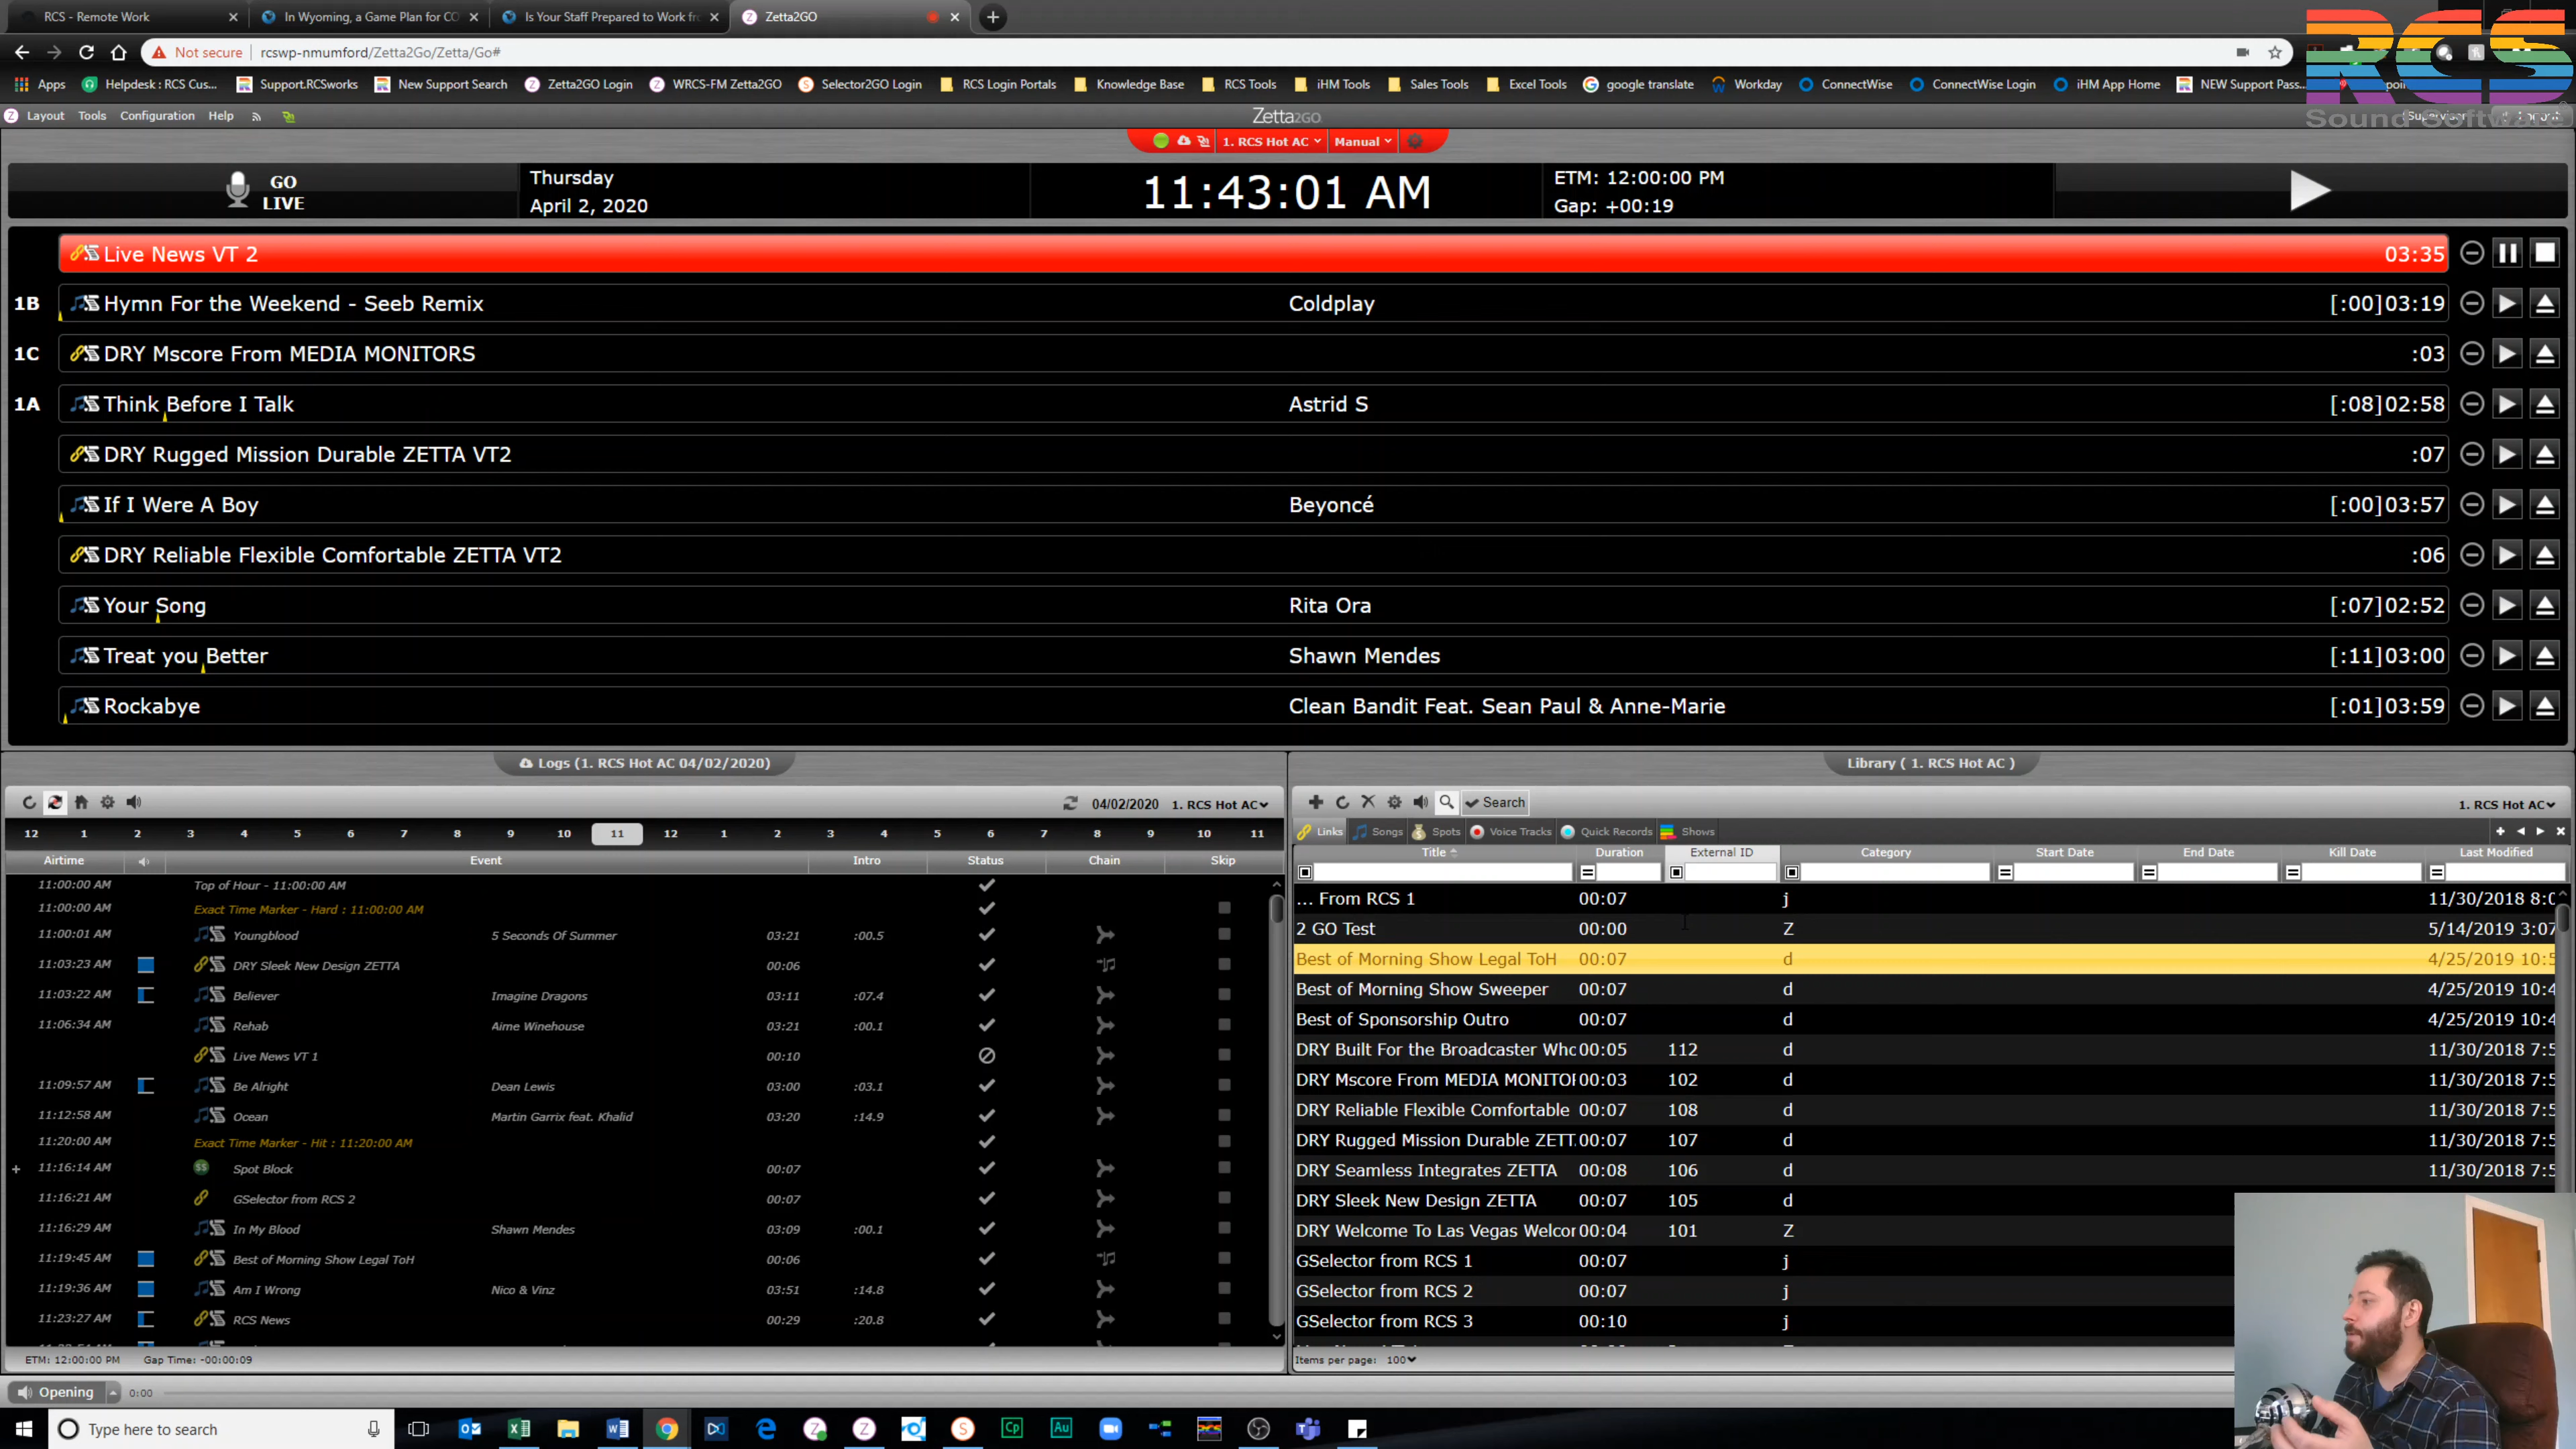 RCS - Remote Work
In Wyoming, a Game Plan for CO
Is Your Staff Prepared to Work fr
Zetta2GO
Not secure | rcswp-nmumford/Zetta2Go/Zetta/Go#
Apps Helpdesk : RCS Cus... Support.RCSworks New Support Search Zetta2GO Login WRCS-FM Zetta2GO Selector2GO Login RCS Login Portals Knowledge Base RCS Tools iHM Tools Sales Tools Excel Tools google translate Workday ConnectWise ConnectWise Login iHM App Home NEW Support Pass...
RCS
Sound Software
Layout Tools Configuration Help
Zetta2GO
1. RCS Hot AC Manual
GO LIVE
Thursday
April 2, 2020
11:43:01 AM
ETM: 12:00:00 PM
Gap: +00:19
Live News VT 2 03:35
1B Hymn For the Weekend - Seeb Remix Coldplay [:00]03:19
1C DRY Mscore From MEDIA MONITORS :03
1A Think Before I Talk Astrid S [:08]02:58
DRY Rugged Mission Durable ZETTA VT2 :07
If I Were A Boy Beyoncé [:00]03:57
DRY Reliable Flexible Comfortable ZETTA VT2 :06
Your Song Rita Ora [:07]02:52
Treat you Better Shawn Mendes [:11]03:00
Rockabye Clean Bandit Feat. Sean Paul & Anne-Marie [:01]03:59
Logs (1. RCS Hot AC 04/02/2020)
04/02/2020 1. RCS Hot AC
12 1 2 3 4 5 6 7 8 9 10 11 12 1 2 3 4 5 6 7 8 9 10 11
Airtime Event Intro Status Chain Skip
11:00:00 AM Top of Hour - 11:00:00 AM
11:00:00 AM Exact Time Marker - Hard : 11:00:00 AM
11:00:01 AM Youngblood 5 Seconds Of Summer 03:21 :00.5
11:03:23 AM DRY Sleek New Design ZETTA 00:06
11:03:22 AM Believer Imagine Dragons 03:11 :07.4
11:06:34 AM Rehab Aime Winehouse 03:21 :00.1
Live News VT 1 00:10
11:09:57 AM Be Alright Dean Lewis 03:00 :03.1
11:12:58 AM Ocean Martin Garrix feat. Khalid 03:20 :14.9
11:20:00 AM Exact Time Marker - Hit : 11:20:00 AM
+ 11:16:14 AM $$ Spot Block 00:07
11:16:21 AM GSelector from RCS 2 00:07
11:16:29 AM In My Blood Shawn Mendes 03:09 :00.1
11:19:45 AM Best of Morning Show Legal ToH 00:06
11:19:36 AM Am I Wrong Nico & Vinz 03:51 :14.8
11:23:27 AM RCS News 00:29 :20.8
ETM: 12:00:00 PM Gap Time: -00:00:09
Library ( 1. RCS Hot AC )
Search
1. RCS Hot AC
Links Songs Spots Voice Tracks Quick Records Shows
Title Duration External ID Category Start Date End Date Kill Date Last Modified
... From RCS 1 00:07 j 11/30/2018 8:0
2 GO Test 00:00 Z 5/14/2019 3:07
Best of Morning Show Legal ToH 00:07 d 4/25/2019 10:5
Best of Morning Show Sweeper 00:07 d 4/25/2019 10:4
Best of Sponsorship Outro 00:07 d 4/25/2019 10:4
DRY Built For the Broadcaster Who 00:05 112 d 11/30/2018 7:5
DRY Mscore From MEDIA MONITOR 00:03 102 d 11/30/2018 7:5
DRY Reliable Flexible Comfortable 00:07 108 d 11/30/2018 7:5
DRY Rugged Mission Durable ZETT 00:07 107 d 11/30/2018 7:5
DRY Seamless Integrates ZETTA 00:08 106 d 11/30/2018 7:5
DRY Sleek New Design ZETTA 00:07 105 d
DRY Welcome To Las Vegas Welcor 00:04 101 Z
GSelector from RCS 1 00:07 j
GSelector from RCS 2 00:07 j
GSelector from RCS 3 00:10 j
Items per page: 100
Opening 0:00
Type here to search